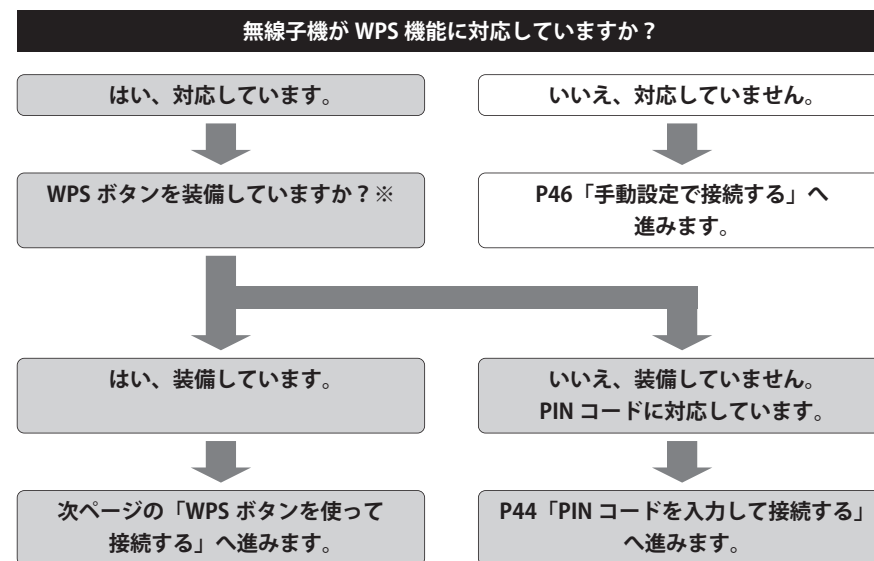 無線子機が WPS 機能に対応していますか？
はい、対応しています。
いいえ、対応していません。
WPS ボタンを装備していますか？※
P46「手動設定で接続する」へ
進みます。
はい、装備しています。
いいえ、装備していません。
PIN コードに対応しています。
次ページの「WPS ボタンを使って
接続する」へ進みます。
P44「PIN コードを入力して接続する」
へ進みます。